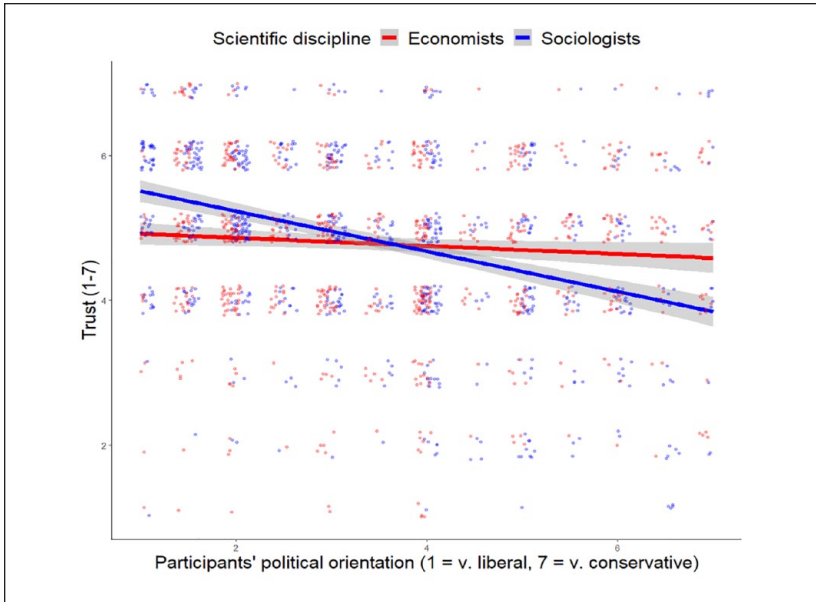 Scientific discipline Economists Sociologists
6
4
2
Trust (1-7)
2 4 6
Participants' political orientation (1 = v. liberal, 7 = v. conservative)